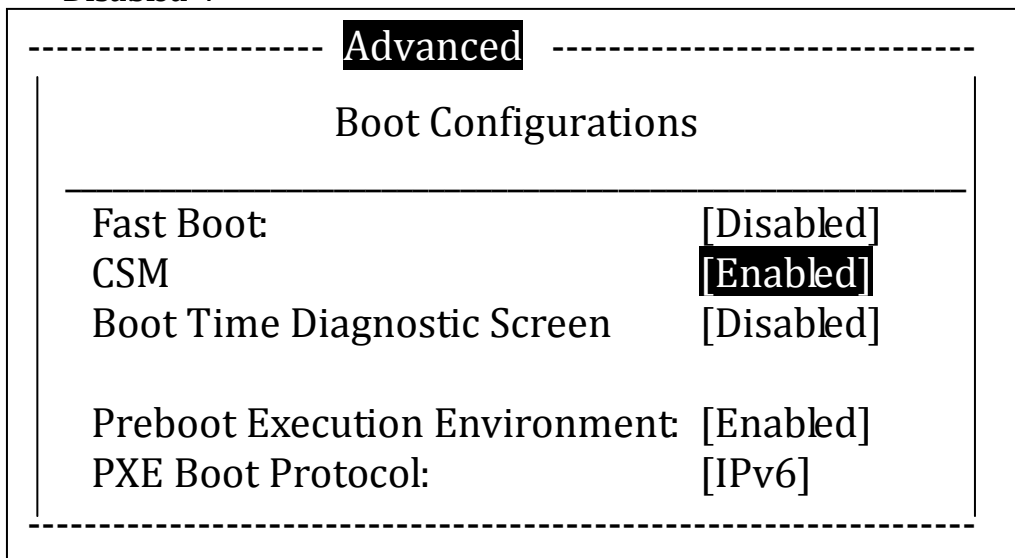 Advanced
Boot Configurations
Fast Boot: [Disabled]
CSM [Enabled]
Boot Time Diagnostic Screen [Disabled]
Preboot Execution Environment: [Enabled]
PXE Boot Protocol: [IPv6]